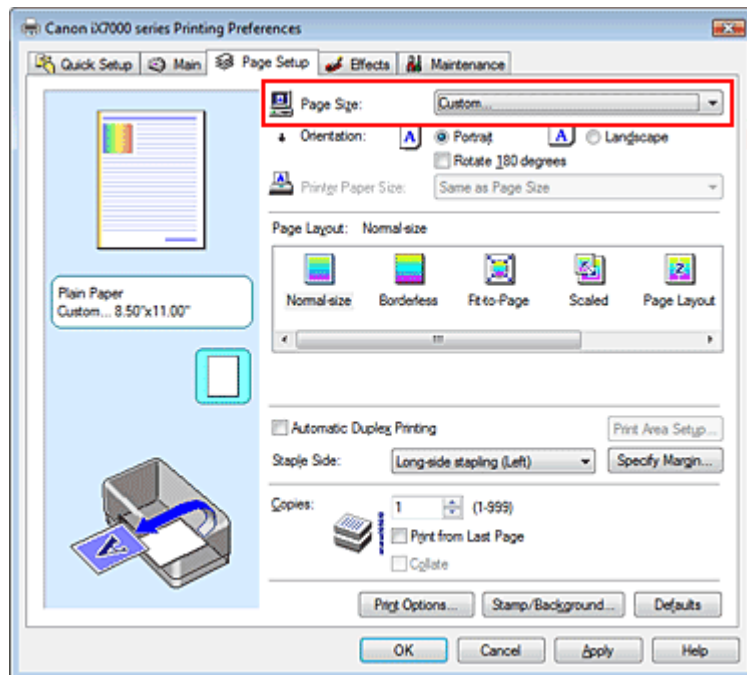 Canon iX7000 series Printing Preferences
Quick Setup Main Page Setup Effects Maintenance
Page Size: Custom...
Orientation: A Portrait A Landscape
Rotate 180 degrees
Printer Paper Size: Same as Page Size
Page Layout: Normal-size
Normal-size Borderless Fit-to-Page Scaled Page Layout
Plain Paper
Custom... 8.50"x11.00"
Automatic Duplex Printing Print Area Setup...
Staple Side: Long-side stapling (Left) Specify Margin...
Copies: 1 (1-999)
Print from Last Page
Collate
Print Options... Stamp/Background... Defaults
OK Cancel Apply Help